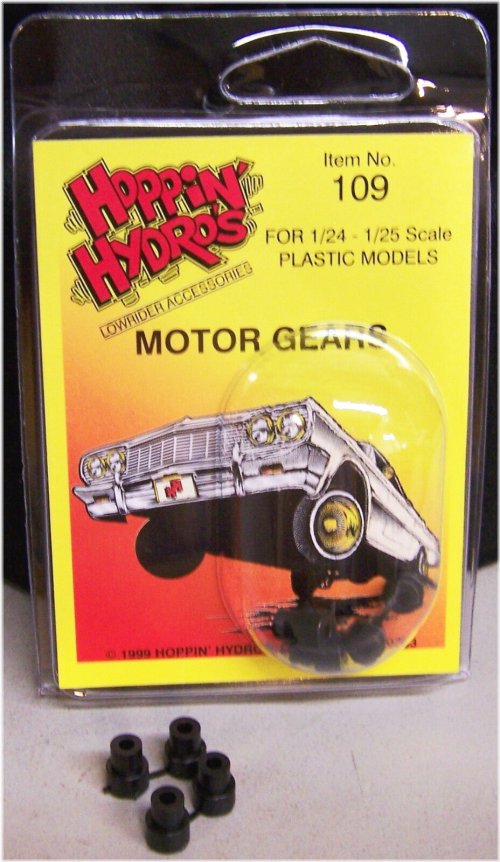 HOPPIN'
HYDRO'S
LOWRIDER ACCESSORIES
Item No.
109
FOR 1/24 - 1/25 Scale
PLASTIC MODELS
MOTOR GEARS
© 1999 HOPPIN' HYDRO